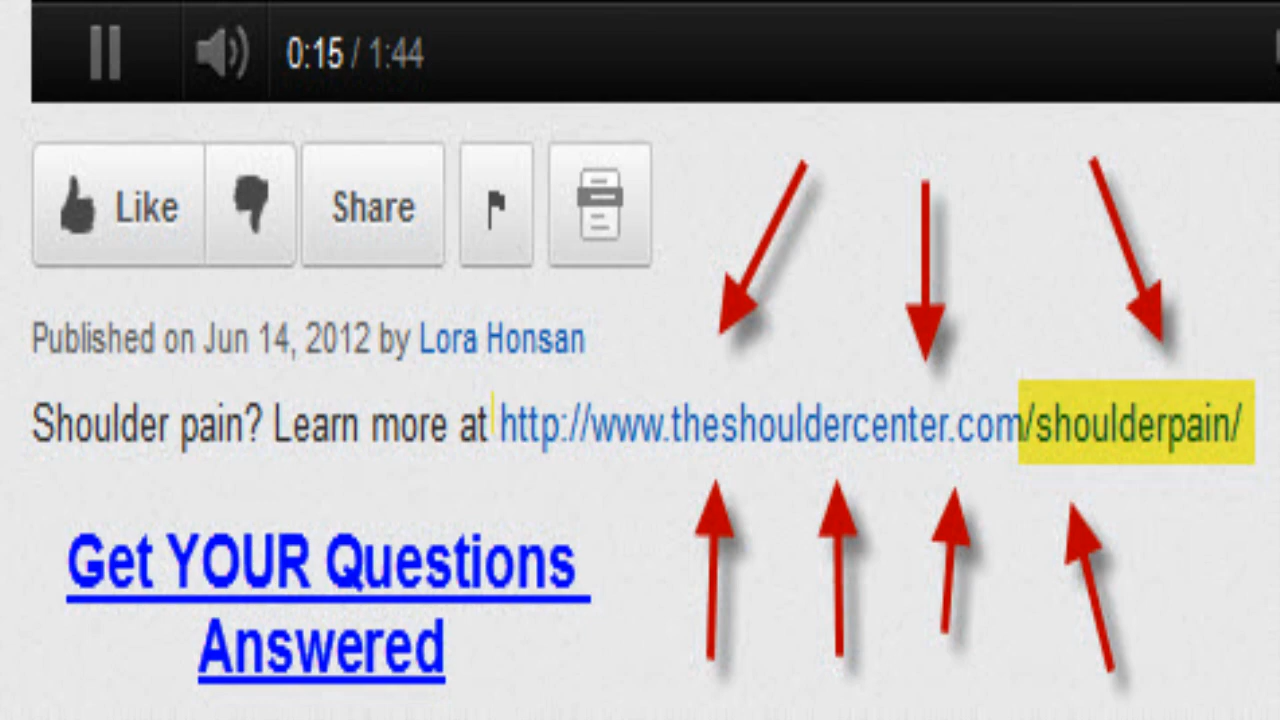 0:15 / 1:44
Like Share
Published on Jun 14, 2012 by Lora Honsan
Shoulder pain? Learn more at http://www.theshouldercenter.com/shoulderpain/
Get YOUR Questions
Answered